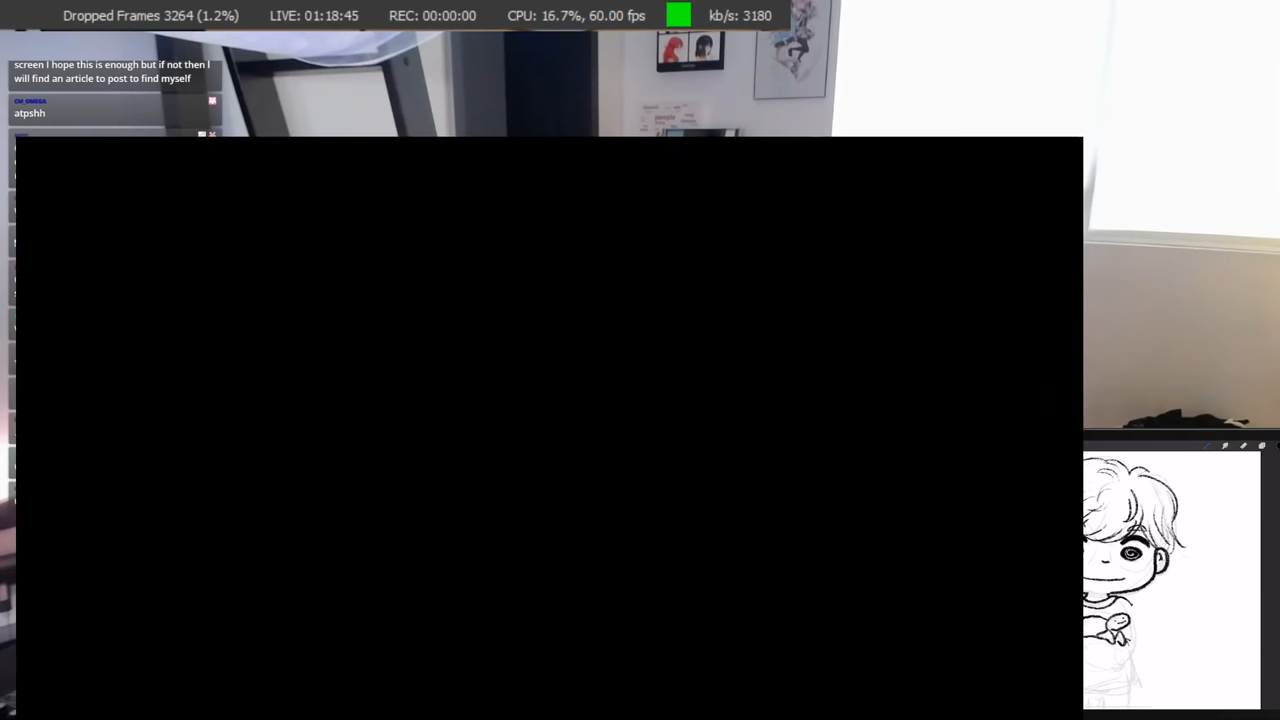 Dropped Frames 3264 (1.2%) LIVE: 01:18:45 REC: 00:00:00 CPU: 16.7%, 60.00 fps kb/s: 3180
screen I hope this is enough but if not then I
will find an article to post to find myself
CM_OMEGA
atpshh
people